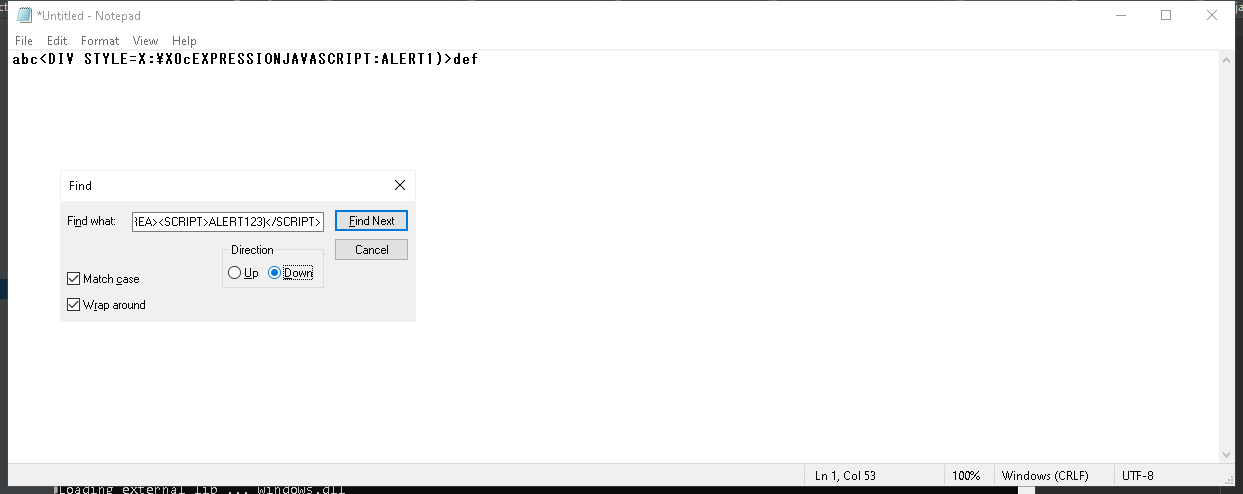 *Untitled - Notepad
File Edit Format View Help
abc<DIV STYLE=X:¥X0cEXPRESSIONJAVASCRIPT:ALERT1)>def
Find
Find what: EA><SCRIPT>ALERT123)</SCRIPT> Find Next
Direction Cancel
Up Down
Match case
Wrap around
Ln 1, Col 53 100% Windows (CRLF) UTF-8
Loading external lib ... windows.dll